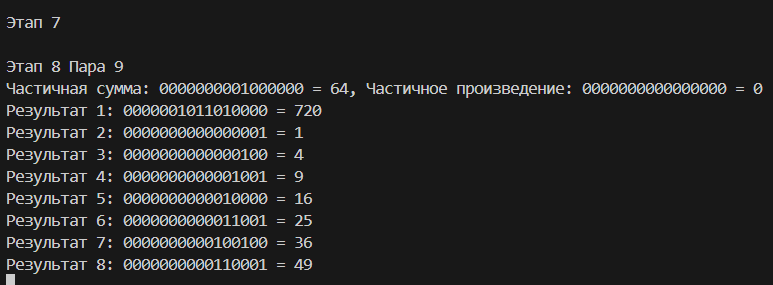 Этап 7
Этап 8 Пара 9
Частичная сумма: 0000000001000000 = 64, Частичное произведение: 0000000000000000 = 0
Результат 1: 0000001011010000 = 720
Результат 2: 0000000000000001 = 1
Результат 3: 0000000000000100 = 4
Результат 4: 0000000000001001 = 9
Результат 5: 0000000000010000 = 16
Результат 6: 0000000000011001 = 25
Результат 7: 0000000000100100 = 36
Результат 8: 0000000000110001 = 49